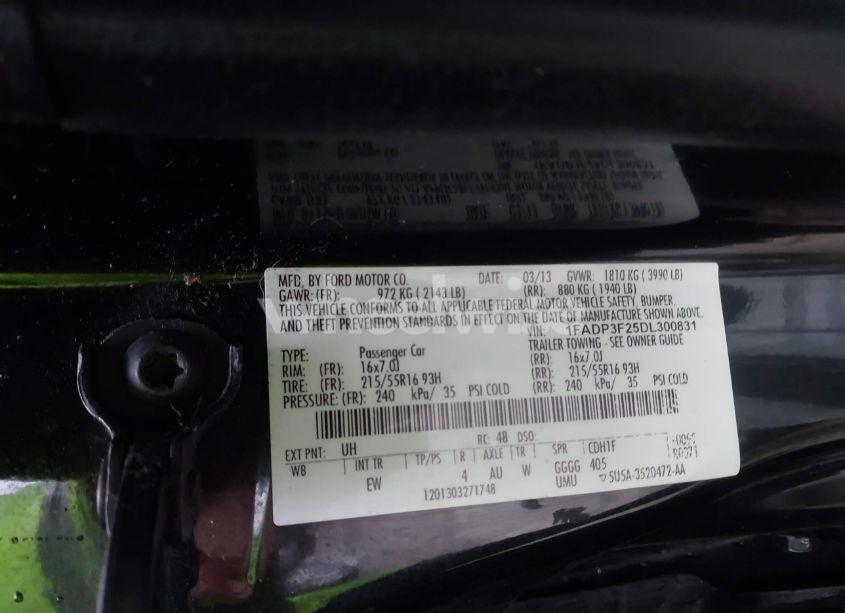 MFD. BY FORD MOTOR CO. DATE: 03/13 GVWR: 1810 KG ( 3990 LB)
GAWR: (FR): 972 KG ( 2143 LB) (RR): 880 KG ( 1940 LB)
THIS VEHICLE CONFORMS TO ALL APPLICABLE FEDERAL MOTOR VEHICLE SAFETY, BUMPER,
AND THEFT PREVENTION STANDARDS IN EFFECT ON THE DATE OF MANUFACTURE SHOWN ABOVE.
VIN: 1FADP3F25DL300831
TYPE: Passenger Car TRAILER TOWING - SEE OWNER GUIDE
RIM: (FR): 16x7.0J (RR): 16x7.0J
TIRE: (FR): 215/55R16 93H (RR): 215/55R16 93H
PRESSURE: (FR): 240 kPa/ 35 PSI COLD (RR): 240 kPa/ 35 PSI COLD
EXT PNT: UH RC: 48 DSO:
WB INT TR TP/PS R AXLE TR SPR CDH1F
EW 4 AU W GGGG 405
UMU 5U5A-3520472-AA
1201303271748